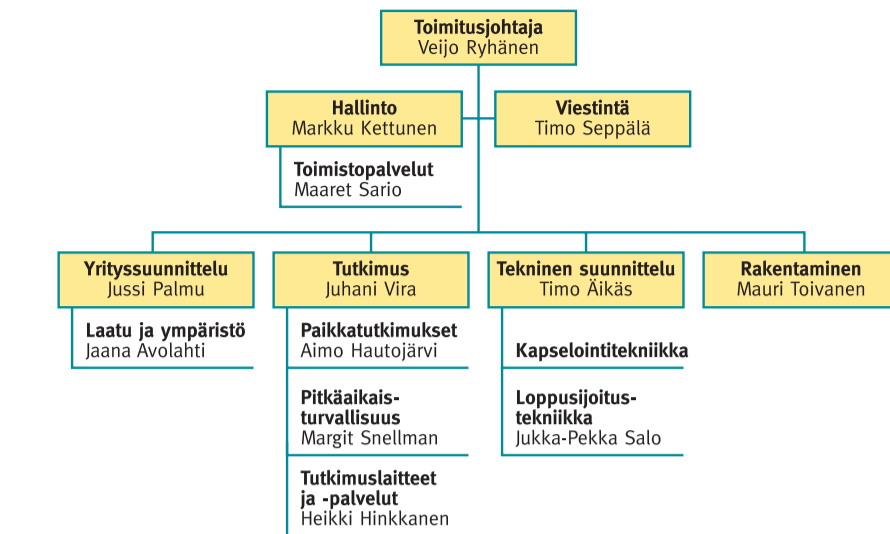 Toimitusjohtaja
Veijo Ryhänen
Hallinto
Markku Kettunen
Viestintä
Timo Seppälä
Toimistopalvelut
Maaret Sario
Yrityssuunnittelu
Jussi Palmu
Laatu ja ympäristö
Jaana Avolahti
Tutkimus
Juhani Vira
Paikkatutkimukset
Aimo Hautojärvi
Pitkäaikais-
turvallisuus
Margit Snellman
Tutkimuslaitteet
ja -palvelut
Heikki Hinkkanen
Tekninen suunnittelu
Timo Äikäs
Kapselointitekniikka
Loppusijoitus-
tekniikka
Jukka-Pekka Salo
Rakentaminen
Mauri Toivanen